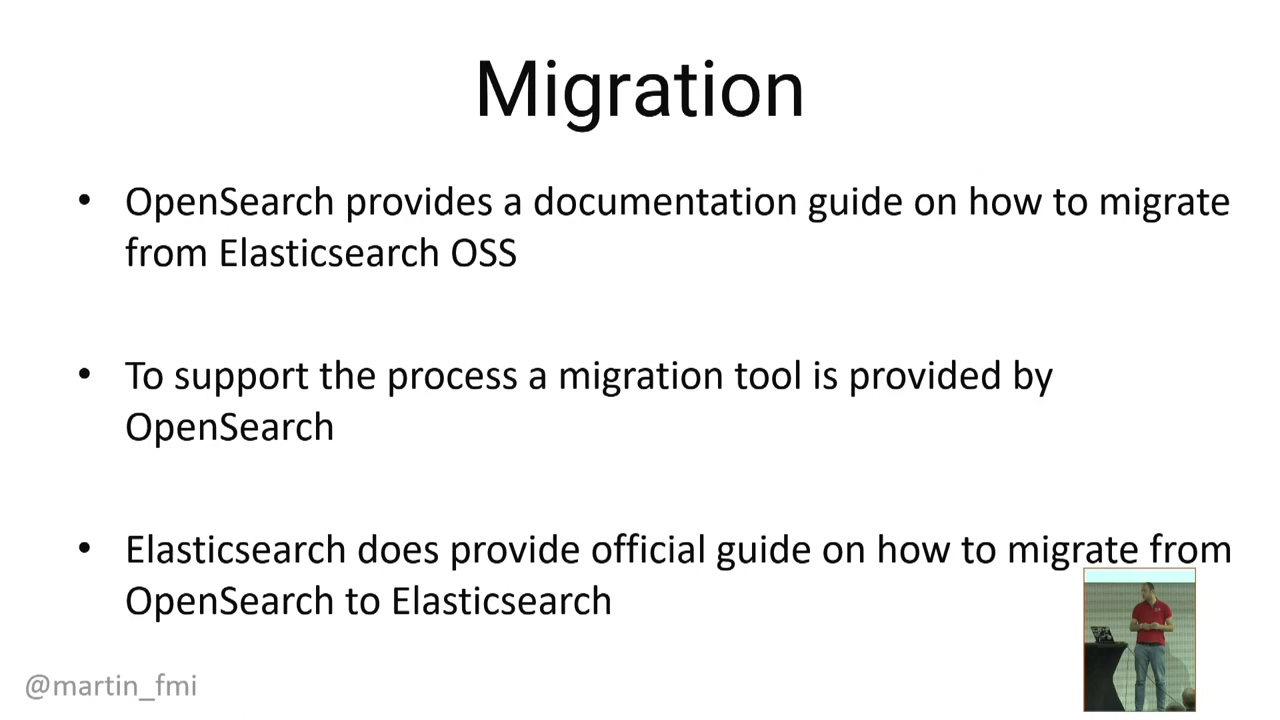 Migration
• OpenSearch provides a documentation guide on how to migrate
from Elasticsearch OSS
• To support the process a migration tool is provided by
OpenSearch
• Elasticsearch does provide official guide on how to migrate from
OpenSearch to Elasticsearch
@martin_fmi